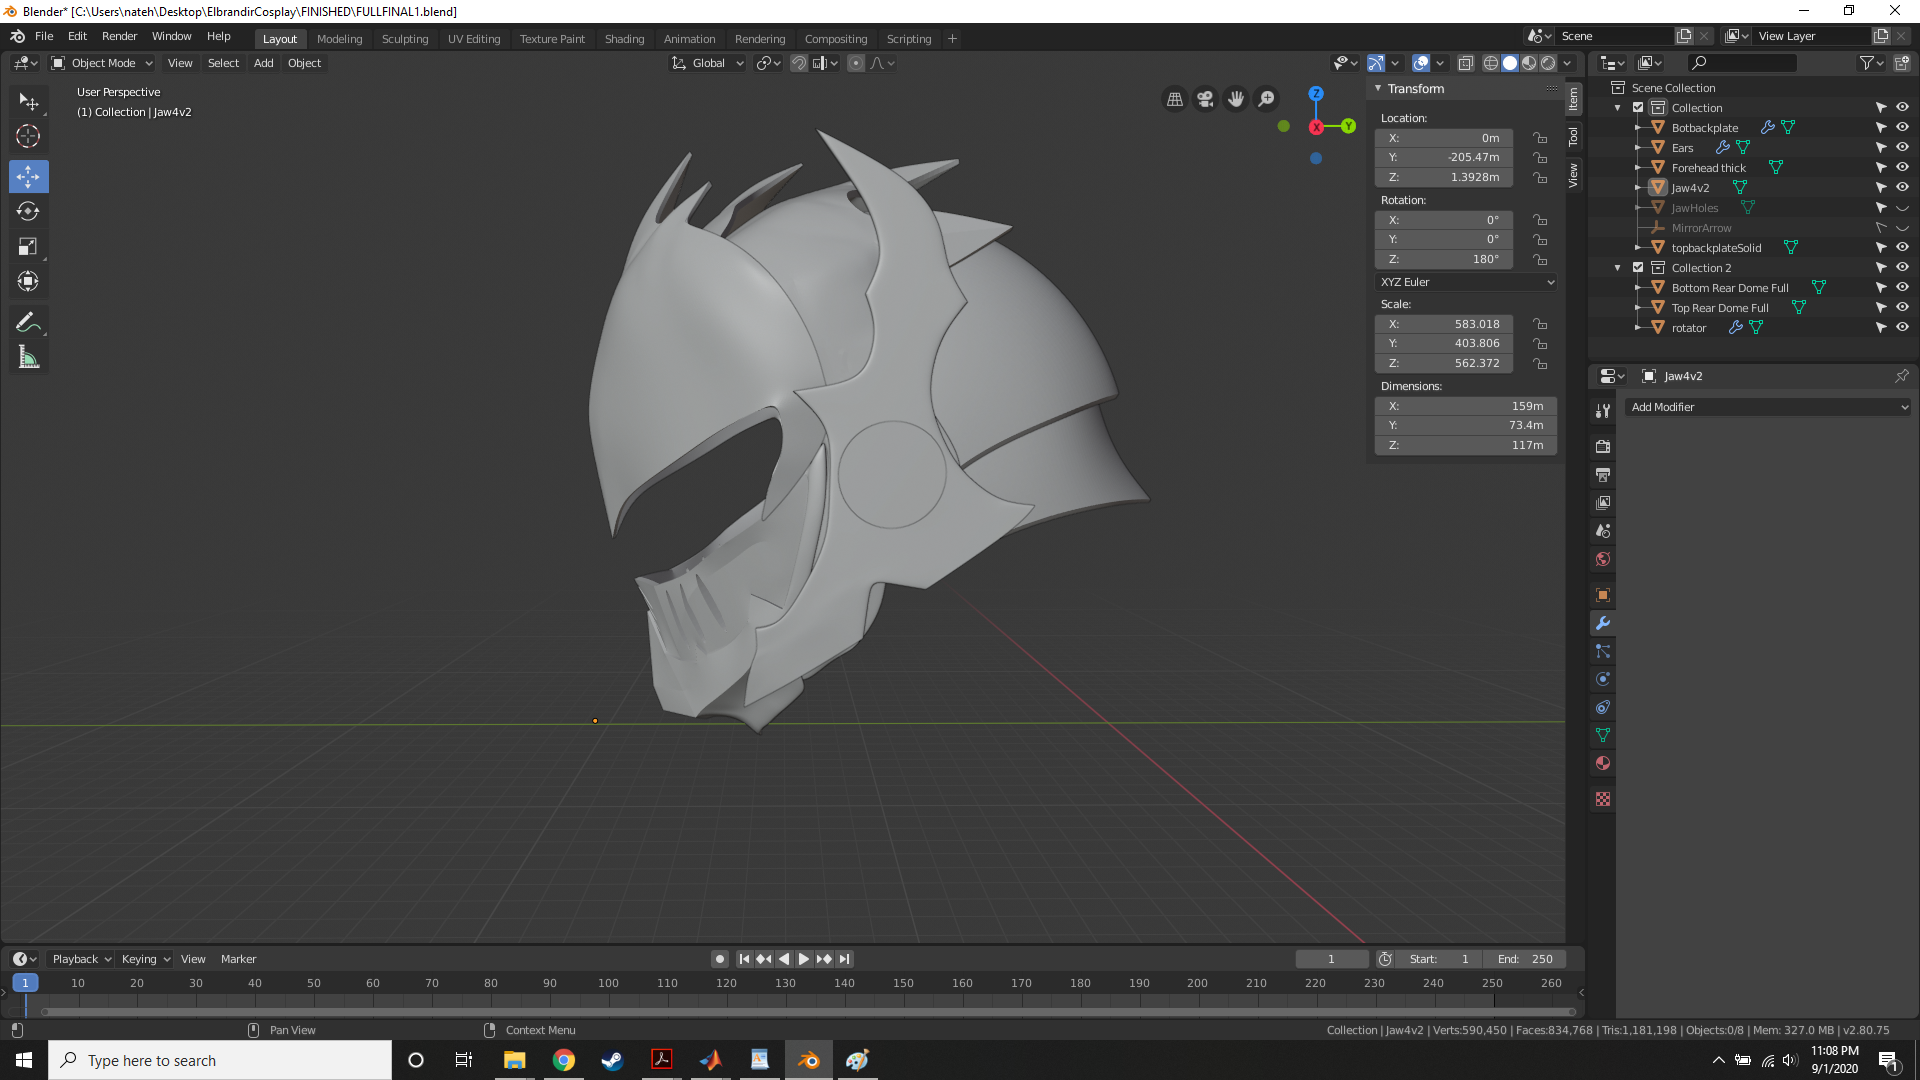 Blender* [C:\Users\nateh\Desktop\ElbrandirCosplay\FINISHED\FULLFINAL1.blend]
File Edit Render Window Help Layout Modeling Sculpting UV Editing Texture Paint Shading Animation Rendering Compositing Scripting + Scene View Layer
Object Mode View Select Add Object Global
User Perspective
(1) Collection | Jaw4v2
Z
Y
X
Transform
Location:
X: 0m
Y: -205.47m
Z: 1.3928m
Rotation:
X: 0°
Y: 0°
Z: 180°
XYZ Euler
Scale:
X: 583.018
Y: 403.806
Z: 562.372
Dimensions:
X: 159m
Y: 73.4m
Z: 117m
Item
Tool
View
Scene Collection
Collection
Botbackplate
Ears
Forehead thick
Jaw4v2
JawHoles
MirrorArrow
topbackplateSolid
Collection 2
Bottom Rear Dome Full
Top Rear Dome Full
rotator
Jaw4v2
Add Modifier
Playback Keying View Marker 1 Start: 1 End: 250
1 10 20 30 40 50 60 70 80 90 100 110 120 130 140 150 160 170 180 190 200 210 220 230 240 250 260
Pan View Context Menu Collection | Jaw4v2 | Verts:590,450 | Faces:834,768 | Tris:1,181,198 | Objects:0/8 | Mem: 327.0 MB | v2.80.75
Type here to search
11:08 PM
9/1/2020
1